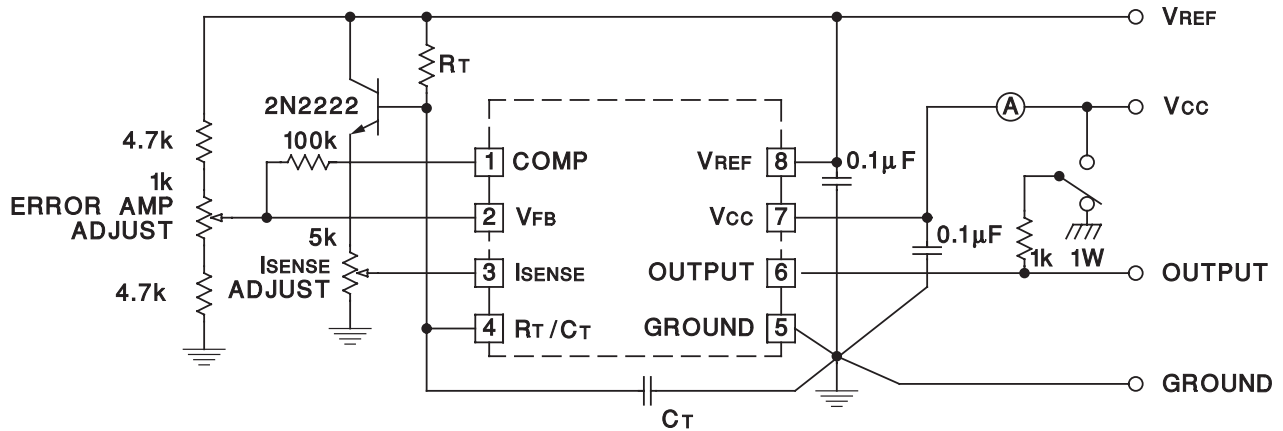 VREF
RT
2N2222
A
VCC
4.7k
100k
1 COMP
VREF 8
0.1μF
1k
ERROR AMP
ADJUST
2 VFB
VCC 7
5k
0.1μF
1k
1W
ISENSE
ADJUST
3 ISENSE
OUTPUT 6
OUTPUT
4.7k
4 RT/CT
GROUND 5
GROUND
CT